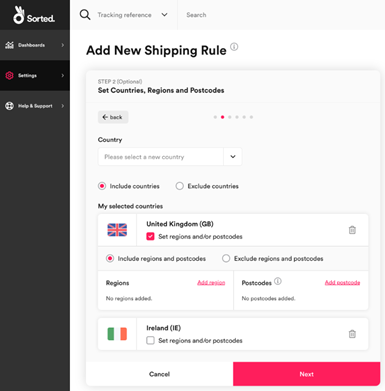 Sorted.
Tracking reference
Search
Dashboards
Settings
Help & Support
Add New Shipping Rule
STEP 2 (Optional)
Set Countries, Regions and Postcodes
back
Country
Please select a new country
Include countries
Exclude countries
My selected countries
United Kingdom (GB)
Set regions and/or postcodes
Include regions and postcodes
Exclude regions and postcodes
Regions
Add region
Postcodes
Add postcode
No regions added.
No postcodes added.
Ireland (IE)
Set regions and/or postcodes
Cancel
Next